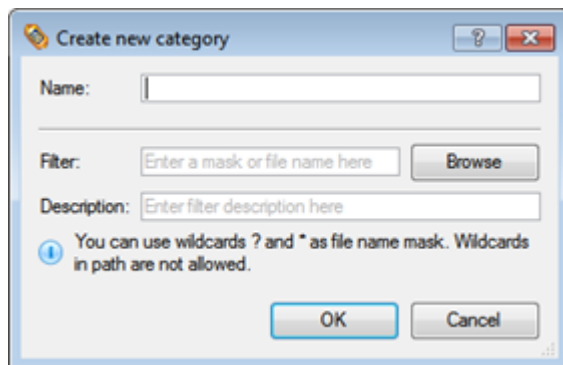 Create new category
Name:
Filter: Enter a mask or file name here Browse
Description: Enter filter description here
You can use wildcards ? and * as file name mask. Wildcards
in path are not allowed.
OK Cancel